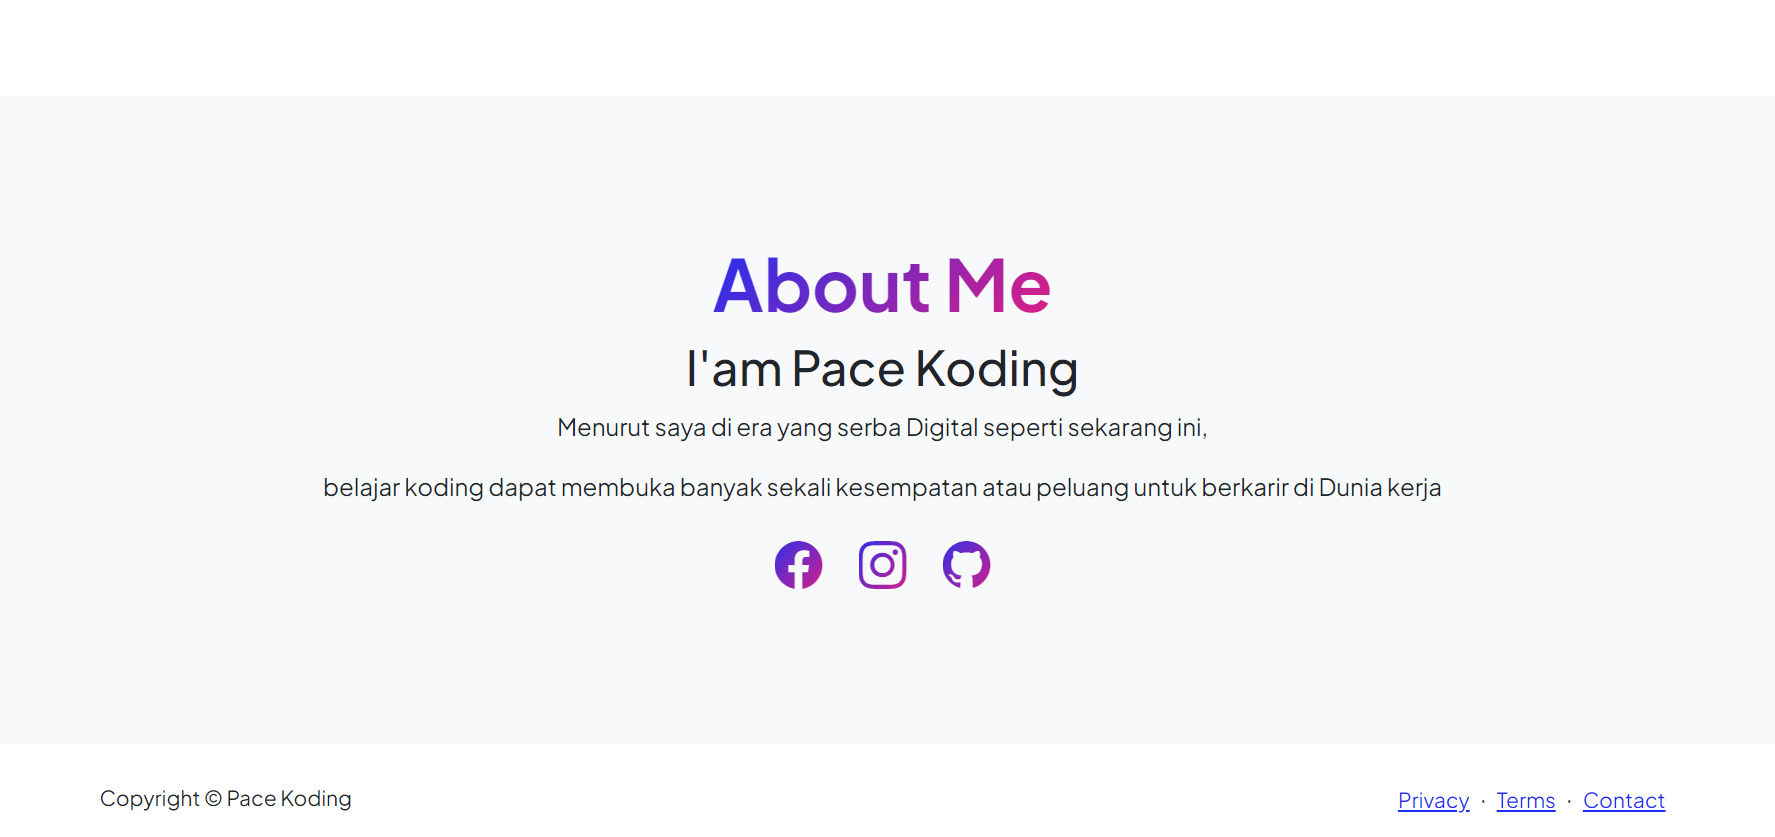 About Me
I'am Pace Koding
Menurut saya di era yang serba Digital seperti sekarang ini,
belajar koding dapat membuka banyak sekali kesempatan atau peluang untuk berkarir di Dunia kerja
Copyright © Pace Koding
Privacy · Terms · Contact